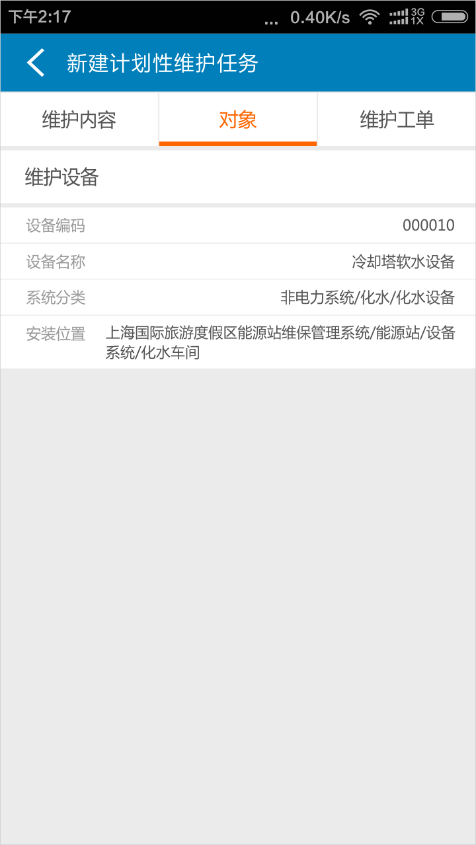 下午2:17 ... 0.40K/s 3G 1X
新建计划性维护任务
维护内容 对象 维护工单
维护设备
设备编码 000010
设备名称 冷却塔软水设备
系统分类 非电力系统/化水/化水设备
安装位置 上海国际旅游度假区能源站维保管理系统/能源站/设备
系统/化水车间